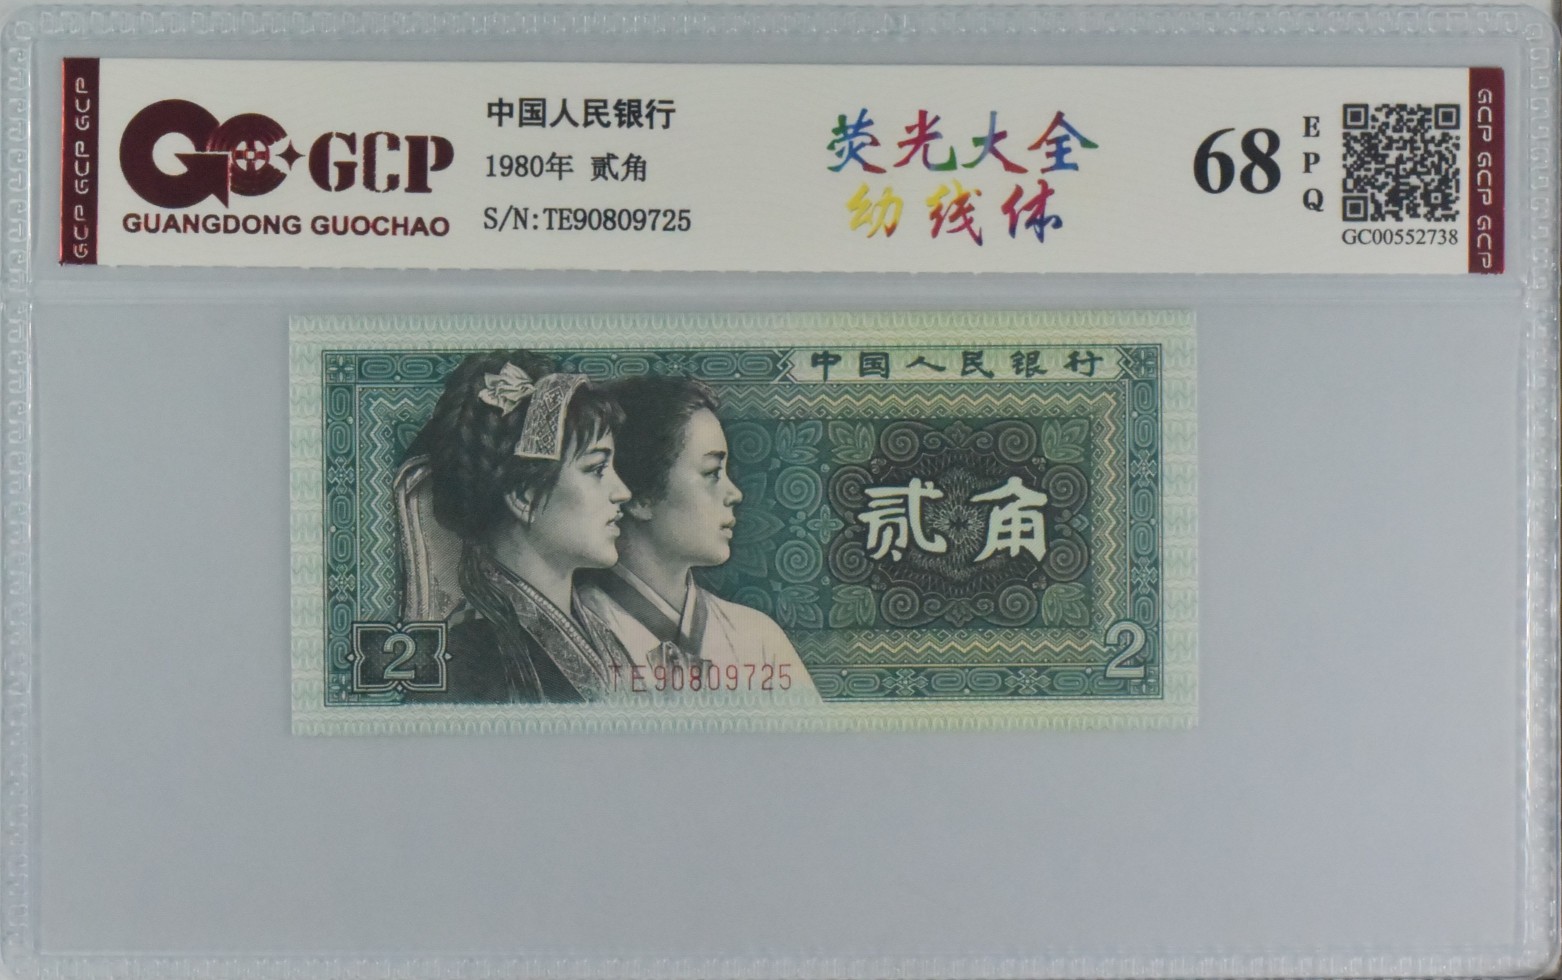 GCP
GUANGDONG GUOCHAO
中国人民银行
1980年 贰角
S/N:TE90809725
荧光大全
幼线体
68
EPQ
GC00552738
GCP GCP GCP
GCP GCP GCP
中国人民银行
贰角
2
2
TE90809725